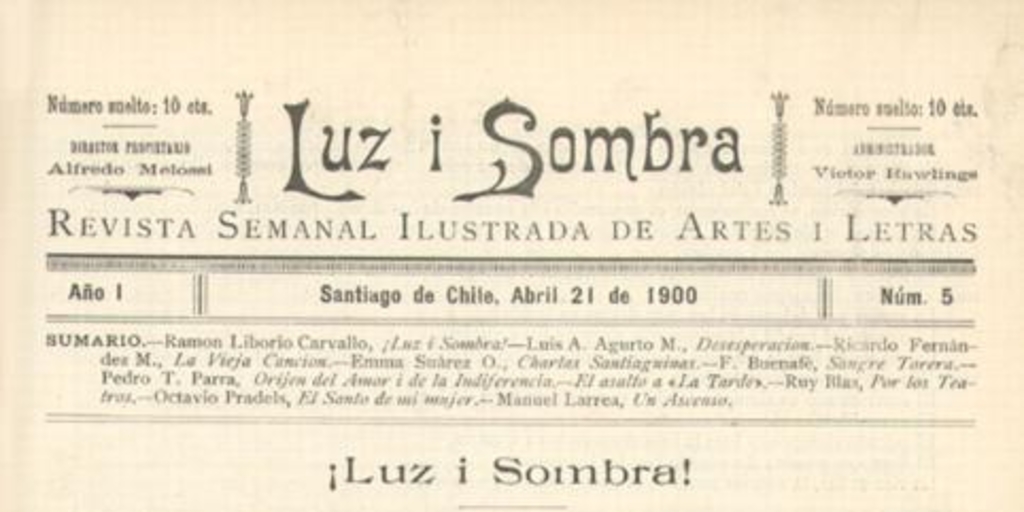 Número suelto: 10 cts.
DIRECTOR PROPIETARIO
Alfredo Melossi
Luz i Sombra
Número suelto: 10 cts.
ADMINISTRADOR
Victor Rawlings
REVISTA SEMANAL ILUSTRADA DE ARTES I LETRAS
Año I
Santiago de Chile, Abril 21 de 1900
Núm. 5
SUMARIO.—Ramon Liborio Carvallo, ¡Luz i Sombra!—Luis A. Agurto M., Desesperacion.—Ricardo Fernán-
dez M., La Vieja Cancion.—Emma Suárez O., Charlas Santiaguinas.—F. Buenafé, Sangre Torera.—
Pedro T. Parra, Oríjen del Amor i de la Indiferencia.—El asalto a «La Tarde».—Ruy Blas, Por los Tea-
tros.—Octavio Pradels, El Santo de mi mujer.—Manuel Larrea, Un Ascenso.
¡Luz i Sombra!